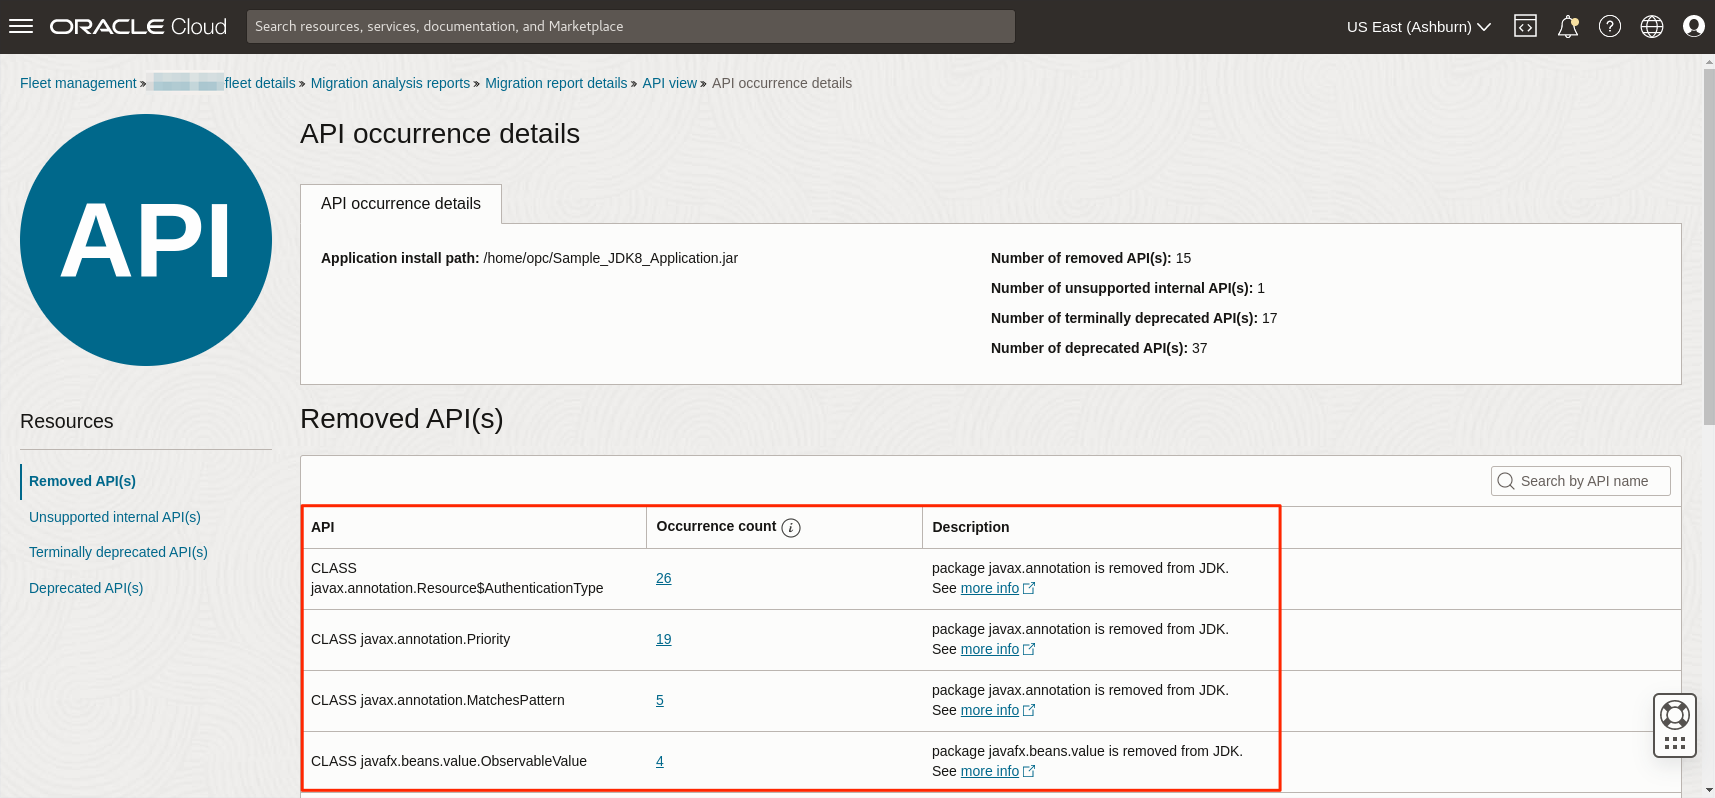 ORACLE Cloud
Search resources, services, documentation, and Marketplace
US East (Ashburn)
Fleet management » fleet details » Migration analysis reports » Migration report details » API view » API occurrence details
API
API occurrence details
API occurrence details
Application install path: /home/opc/Sample_JDK8_Application.jar
Number of removed API(s): 15
Number of unsupported internal API(s): 1
Number of terminally deprecated API(s): 17
Number of deprecated API(s): 37
Resources
Removed API(s)
Unsupported internal API(s)
Terminally deprecated API(s)
Deprecated API(s)
Removed API(s)
Search by API name
API Occurrence count i Description
CLASS
javax.annotation.Resource$AuthenticationType
26
package javax.annotation is removed from JDK.
See more info
CLASS javax.annotation.Priority
19
package javax.annotation is removed from JDK.
See more info
CLASS javax.annotation.MatchesPattern
5
package javax.annotation is removed from JDK.
See more info
CLASS javafx.beans.value.ObservableValue
4
package javafx.beans.value is removed from JDK.
See more info